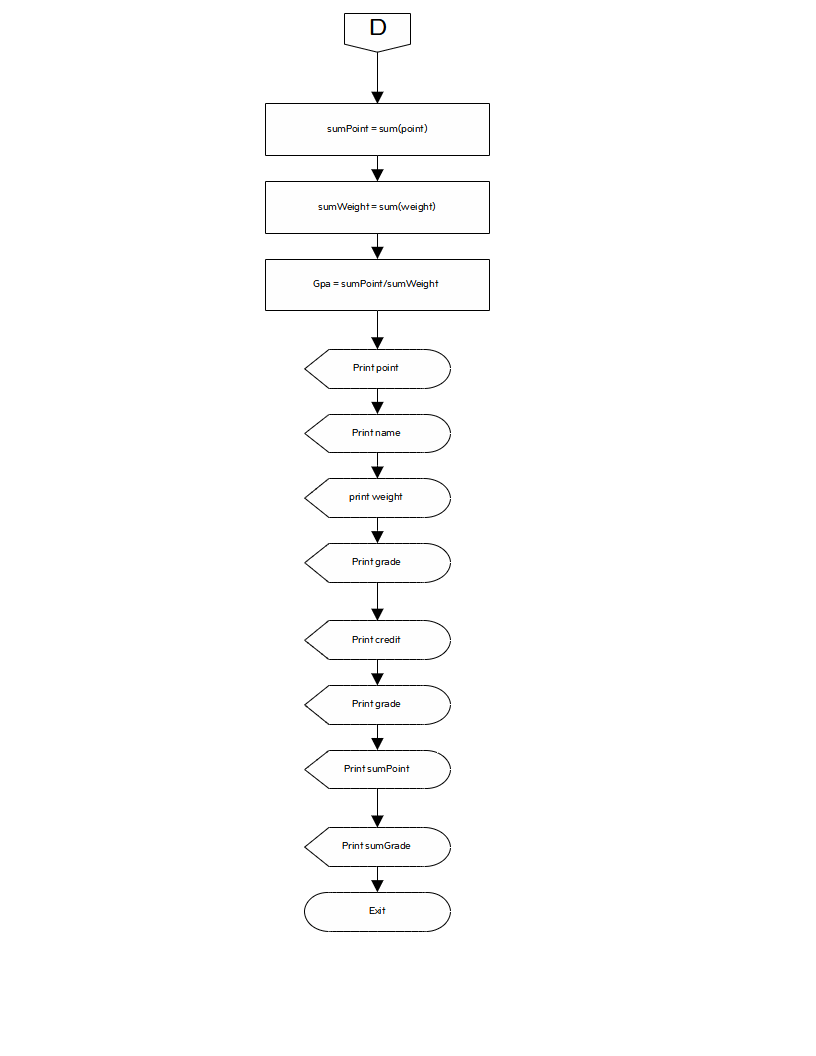 D
sumPoint = sum(point)
sumWeight = sum(weight)
Gpa = sumPoint/sumWeight
Print point
Print name
print weight
Print grade
Print credit
Print grade
Print sumPoint
Print sumGrade
Exit